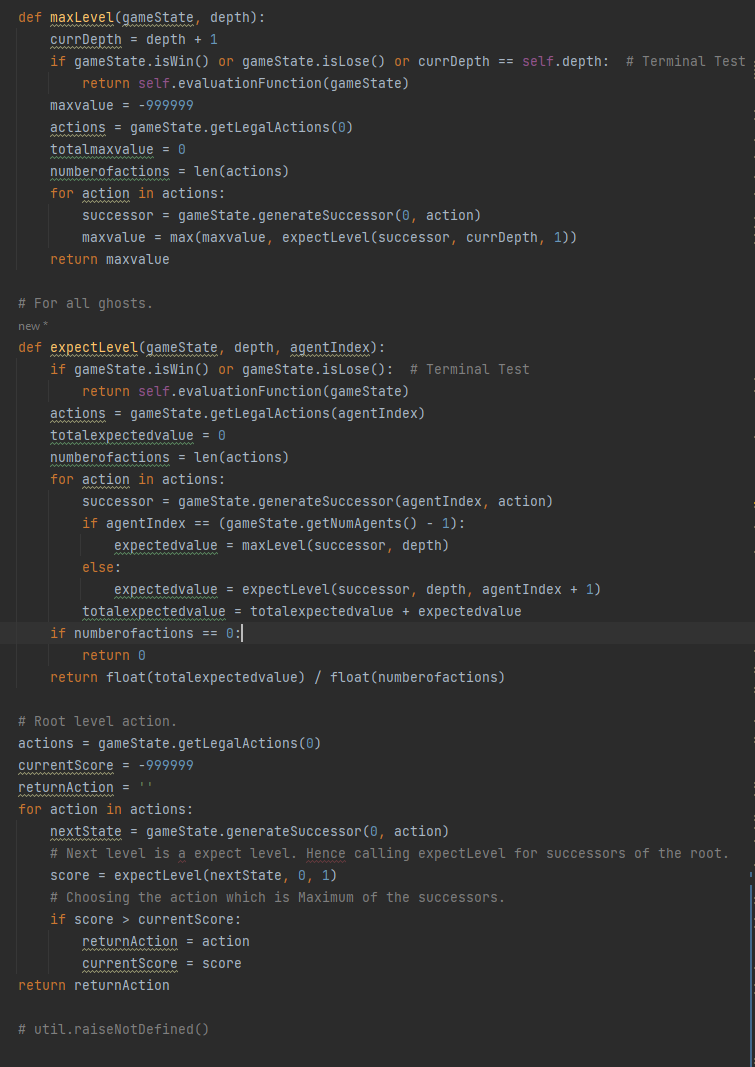 def maxLevel(gameState, depth):
    currDepth = depth + 1
    if gameState.isWin() or gameState.isLose() or currDepth == self.depth:  # Terminal Test
        return self.evaluationFunction(gameState)
    maxvalue = -999999
    actions = gameState.getLegalActions(0)
    totalmaxvalue = 0
    numberofactions = len(actions)
    for action in actions:
        successor = gameState.generateSuccessor(0, action)
        maxvalue = max(maxvalue, expectLevel(successor, currDepth, 1))
    return maxvalue

# For all ghosts.
new *
def expectLevel(gameState, depth, agentIndex):
    if gameState.isWin() or gameState.isLose():  # Terminal Test
        return self.evaluationFunction(gameState)
    actions = gameState.getLegalActions(agentIndex)
    totalexpectedvalue = 0
    numberofactions = len(actions)
    for action in actions:
        successor = gameState.generateSuccessor(agentIndex, action)
        if agentIndex == (gameState.getNumAgents() - 1):
            expectedvalue = maxLevel(successor, depth)
        else:
            expectedvalue = expectLevel(successor, depth, agentIndex + 1)
        totalexpectedvalue = totalexpectedvalue + expectedvalue
    if numberofactions == 0:
        return 0
    return float(totalexpectedvalue) / float(numberofactions)

# Root level action.
actions = gameState.getLegalActions(0)
currentScore = -999999
returnAction = ''
for action in actions:
    nextState = gameState.generateSuccessor(0, action)
    # Next level is a expect level. Hence calling expectLevel for successors of the root.
    score = expectLevel(nextState, 0, 1)
    # Choosing the action which is Maximum of the successors.
    if score > currentScore:
        returnAction = action
        currentScore = score
return returnAction

# util.raiseNotDefined()